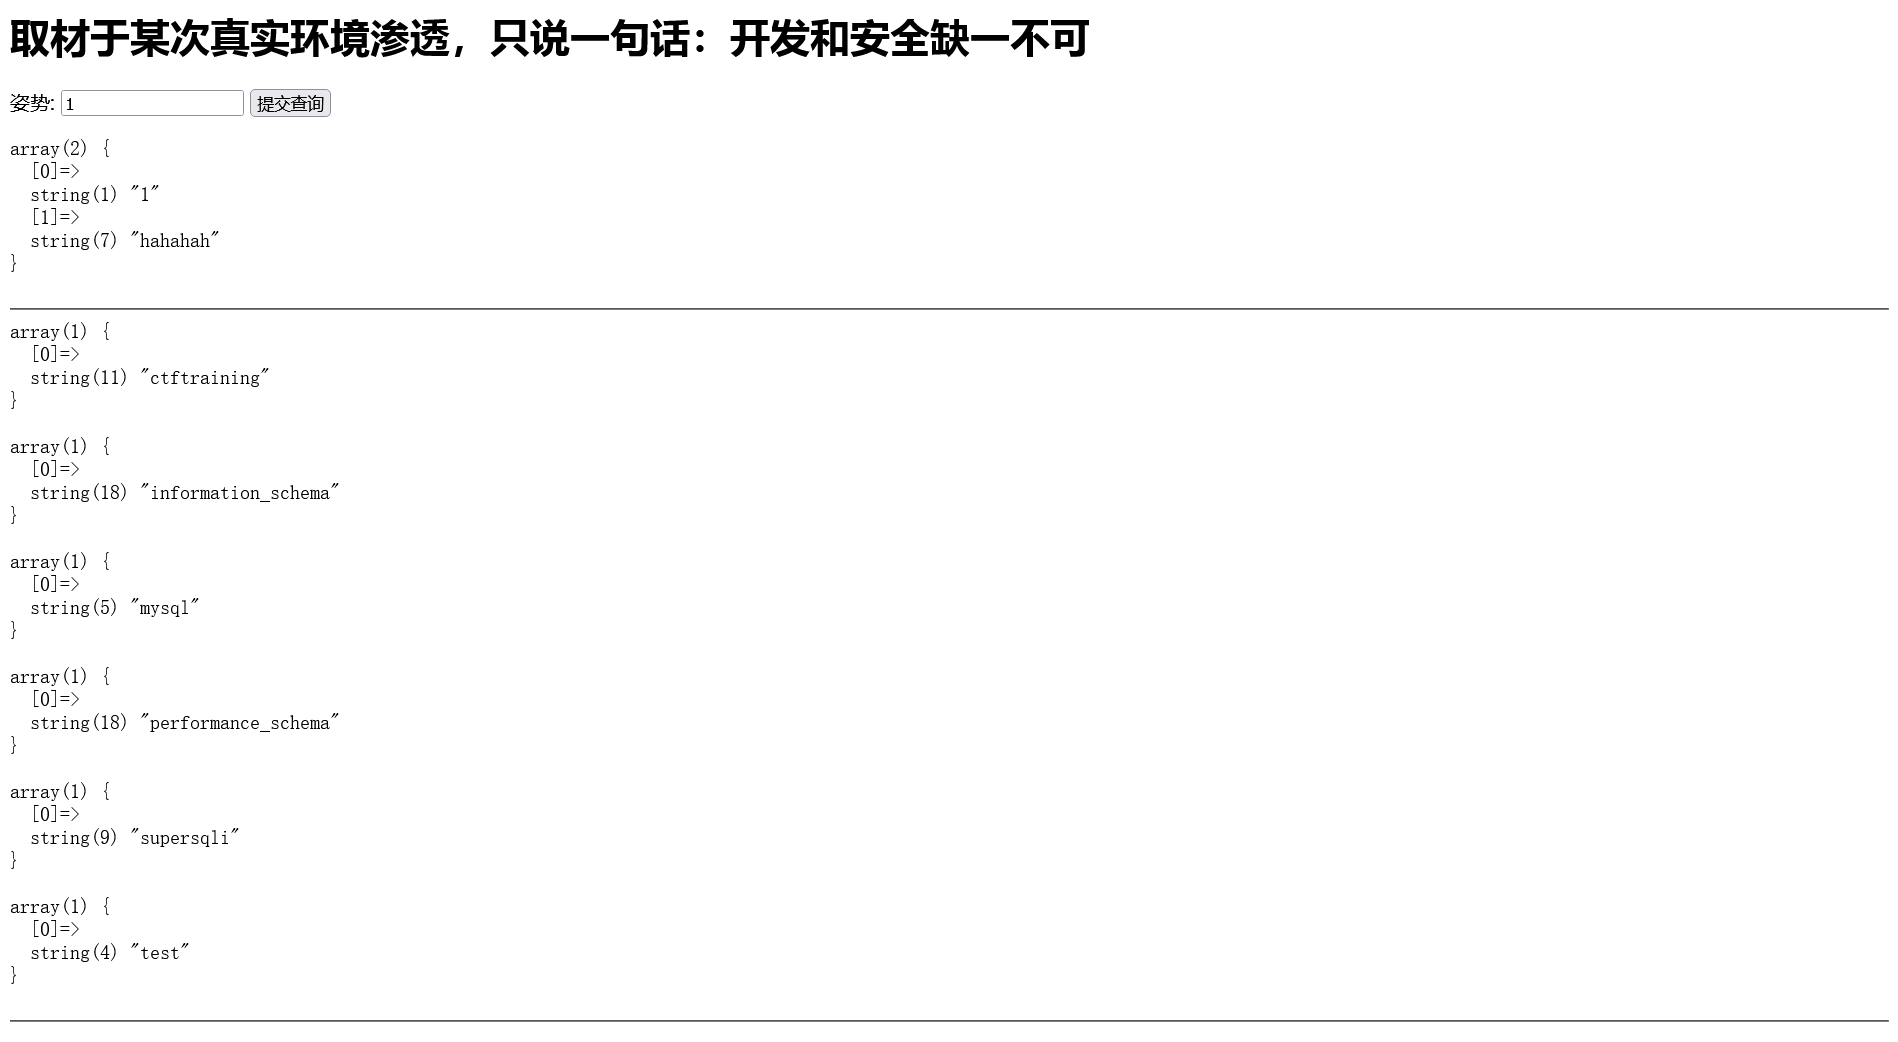 取材于某次真实环境渗透，只说一句话：开发和安全缺一不可
姿势: 1 提交查询
array(2) {
  [0]=>
  string(1) "1"
  [1]=>
  string(7) "hahahah"
}
array(1) {
  [0]=>
  string(11) "ctftraining"
}
array(1) {
  [0]=>
  string(18) "information_schema"
}
array(1) {
  [0]=>
  string(5) "mysql"
}
array(1) {
  [0]=>
  string(18) "performance_schema"
}
array(1) {
  [0]=>
  string(9) "supersqli"
}
array(1) {
  [0]=>
  string(4) "test"
}